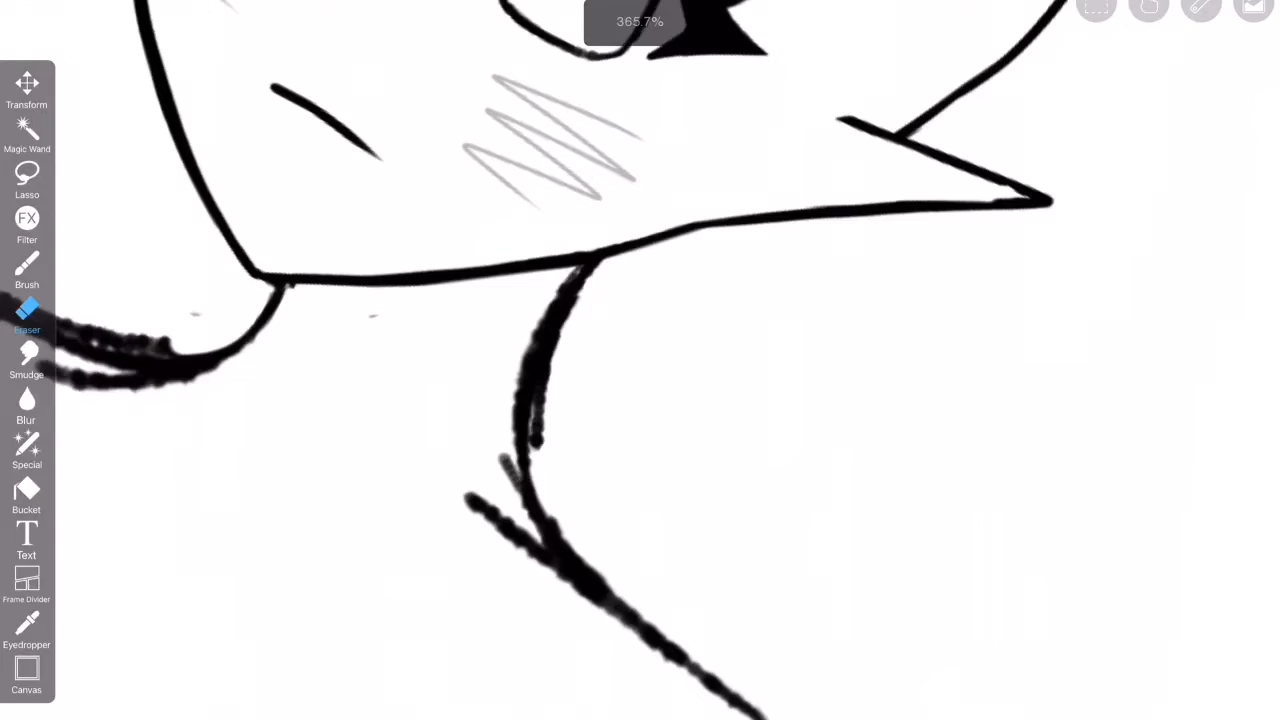 365.7%
Transform
Magic Wand
Lasso
FX
Filter
Brush
Eraser
Smudge
Blur
Special
Bucket
T
Text
Frame Divider
Eyedropper
Canvas